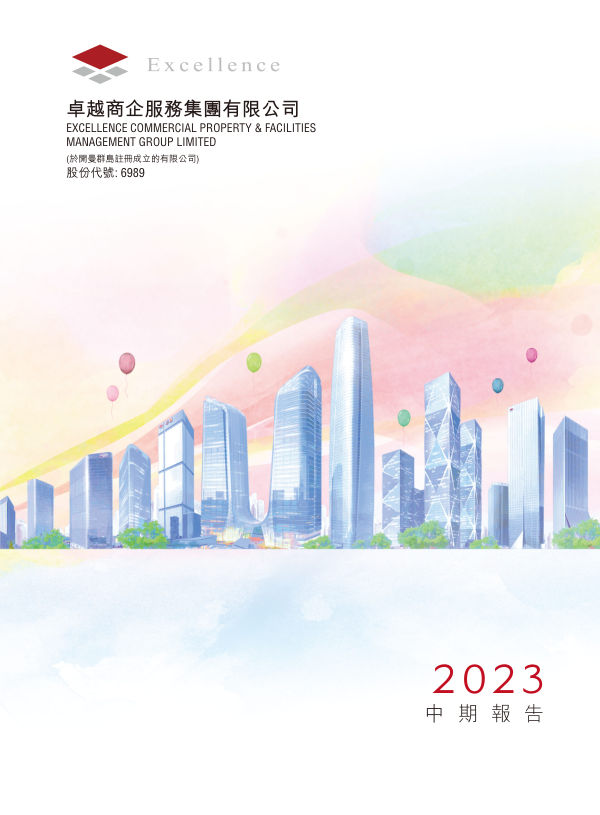 Excellence
卓越商企服務集團有限公司
EXCELLENCE COMMERCIAL PROPERTY & FACILITIES
MANAGEMENT GROUP LIMITED
(於開曼群島註冊成立的有限公司)
股份代號: 6989
2023
中期報告